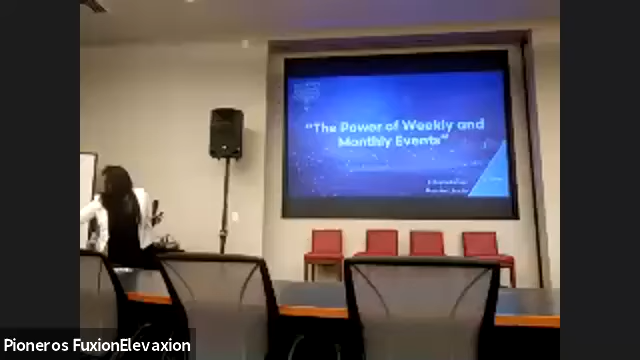 "The Power of Weekly and
Monthly Events"
Pioneros FuxionElevaxion